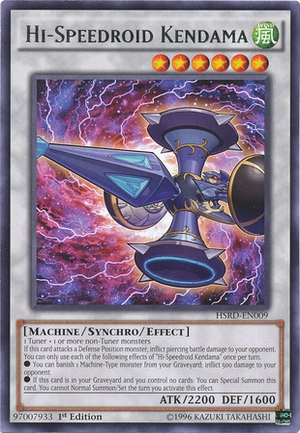 HI-SPEEDROID KENDAMA
風
HSRD-EN009
[MACHINE/SYNCHRO/EFFECT]
1 Tuner + 1 or more non-Tuner monsters
If this card attacks a Defense Position monster, inflict piercing battle damage to your opponent.
You can only use each of the following effects of "Hi-Speedroid Kendama" once per turn.
● You can banish 1 Machine-Type monster from your Graveyard; inflict 500 damage to your
opponent.
● If this card is in your Graveyard and you control no cards: You can Special Summon this
card. You cannot Normal Summon/Set the turn you activate this effect.
ATK/2200 DEF/1600
97007933 1st Edition ©1996 KAZUKI TAKAHASHI